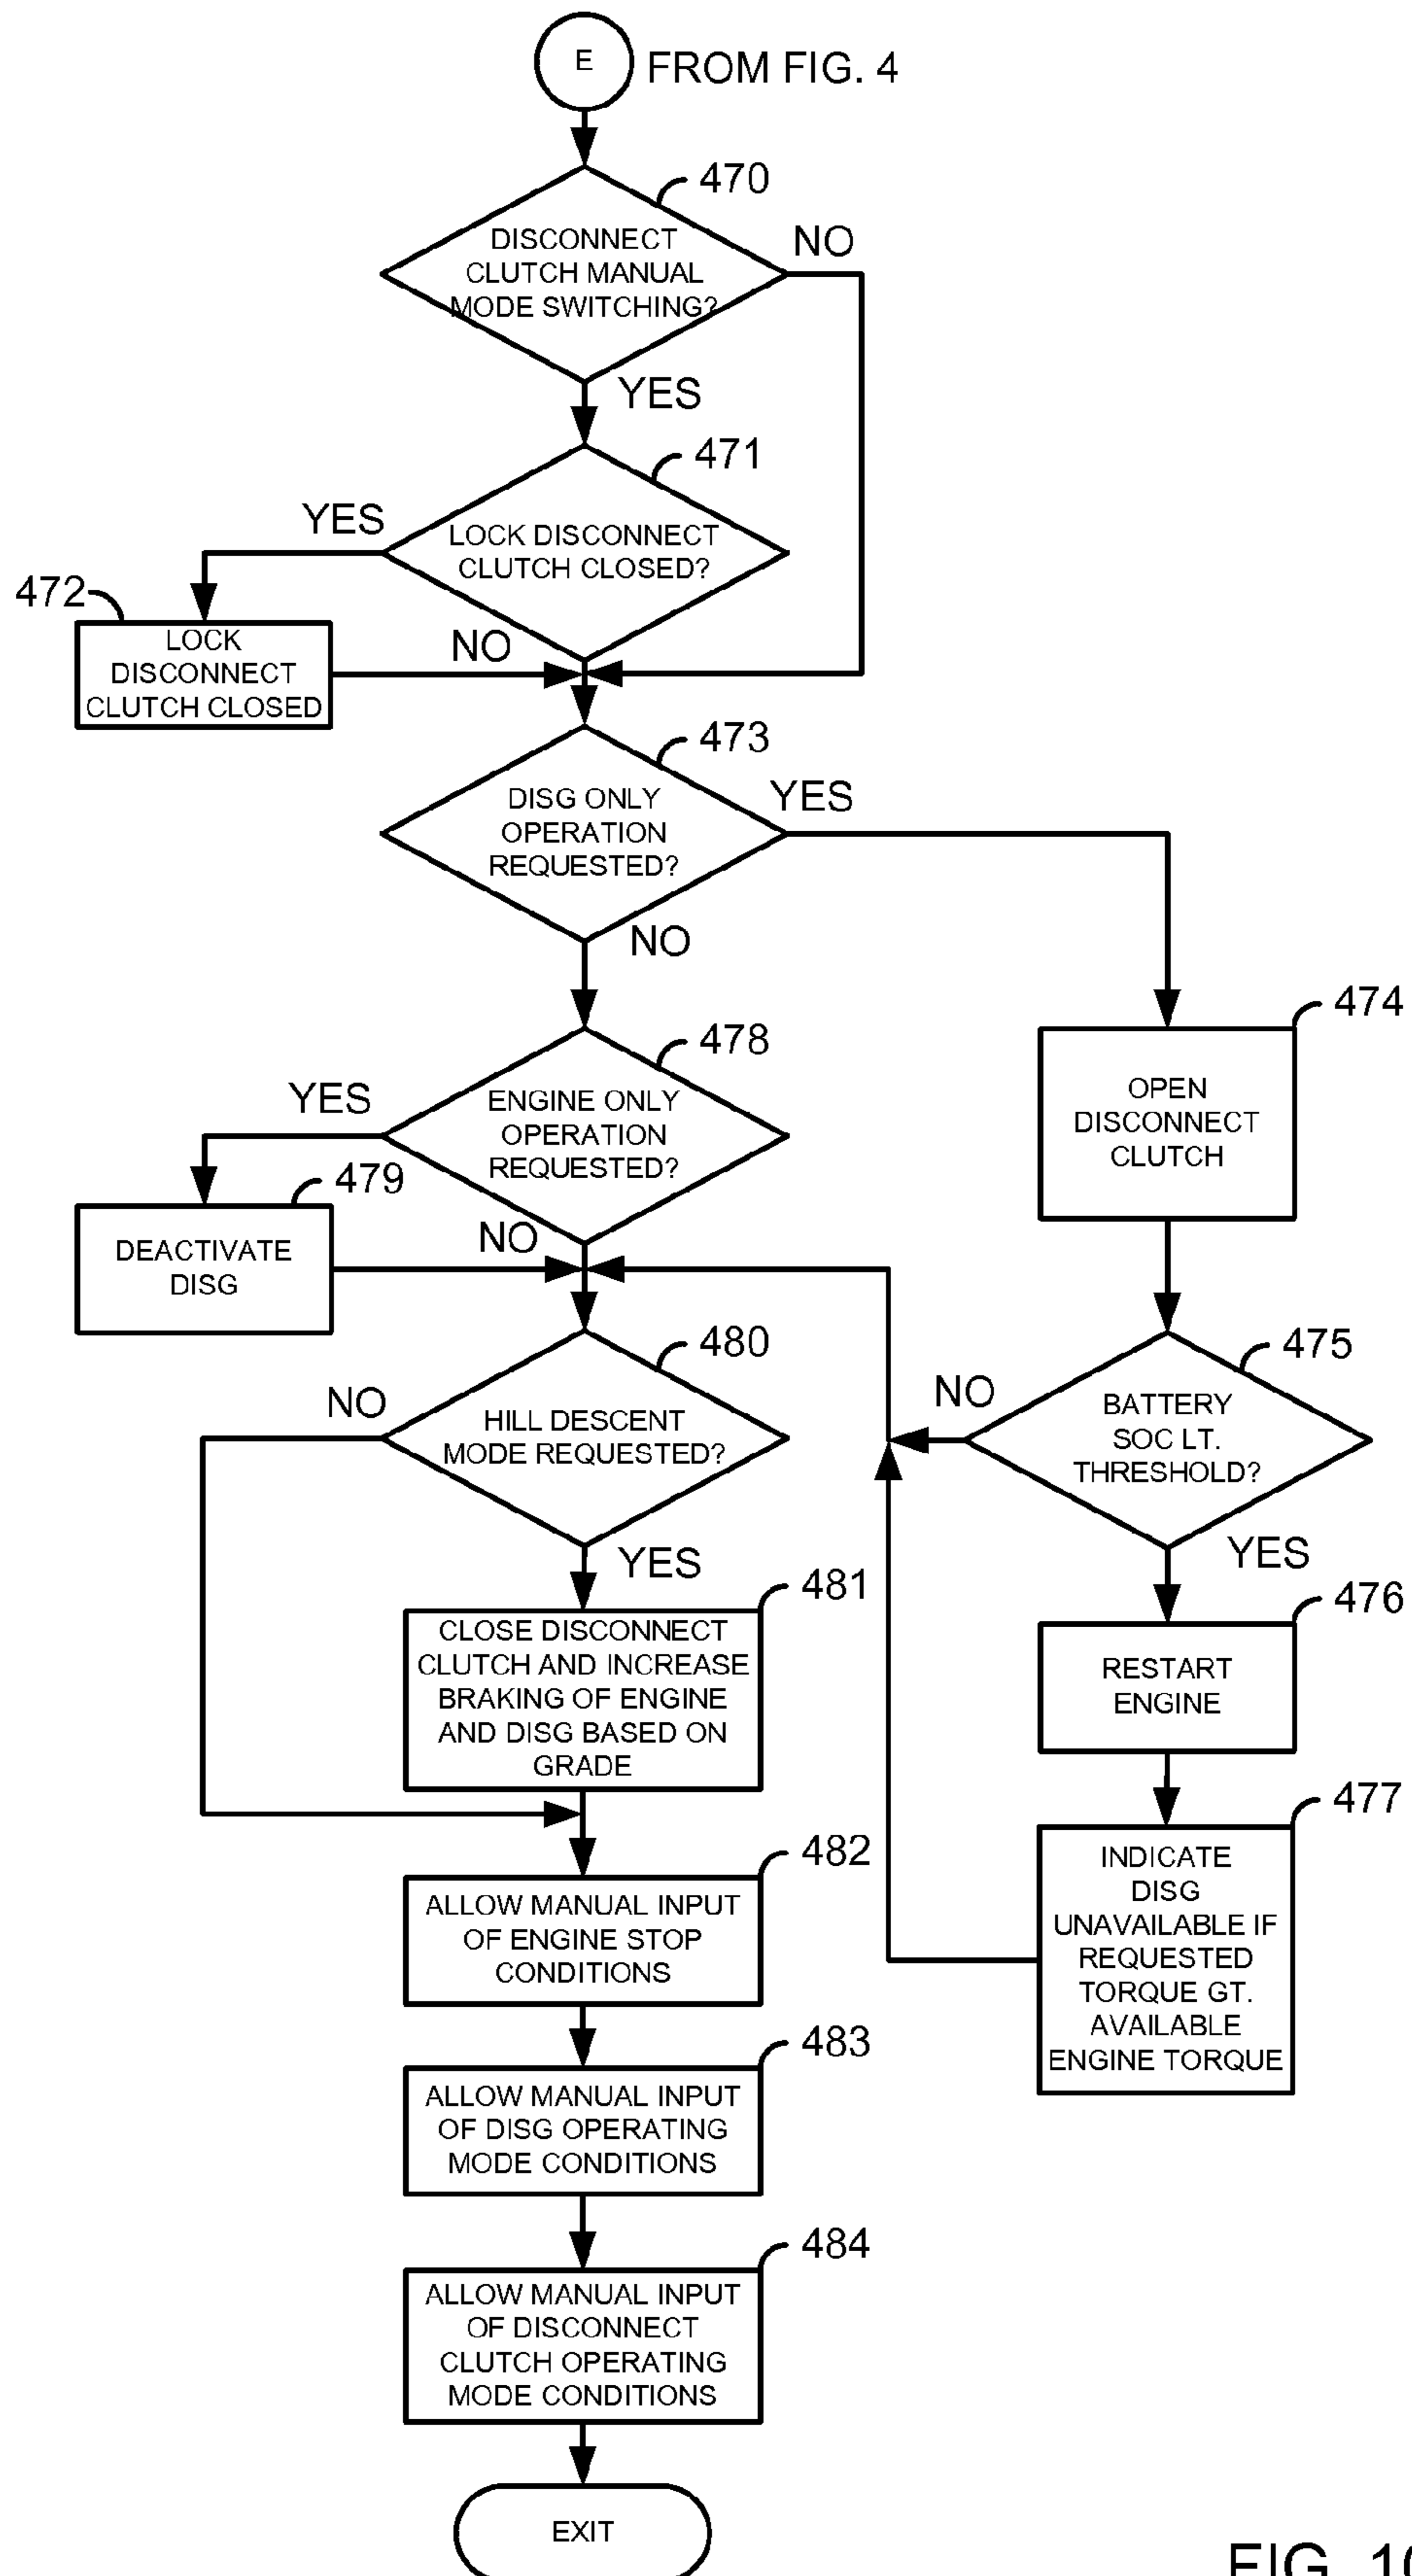 E
FROM FIG. 4
470
DISCONNECT
CLUTCH MANUAL
MODE SWITCHING?
NO
YES
471
LOCK DISCONNECT
CLUTCH CLOSED?
YES
472
LOCK
DISCONNECT
CLUTCH CLOSED
NO
473
DISG ONLY
OPERATION
REQUESTED?
YES
NO
474
OPEN
DISCONNECT
CLUTCH
478
ENGINE ONLY
OPERATION
REQUESTED?
YES
479
DEACTIVATE
DISG
NO
475
BATTERY
SOC LT.
THRESHOLD?
NO
YES
480
HILL DESCENT
MODE REQUESTED?
NO
YES
476
RESTART
ENGINE
481
CLOSE DISCONNECT
CLUTCH AND INCREASE
BRAKING OF ENGINE
AND DISG BASED ON
GRADE
477
INDICATE
DISG
UNAVAILABLE IF
REQUESTED
TORQUE GT.
AVAILABLE
ENGINE TORQUE
482
ALLOW MANUAL INPUT
OF ENGINE STOP
CONDITIONS
483
ALLOW MANUAL INPUT
OF DISG OPERATING
MODE CONDITIONS
484
ALLOW MANUAL INPUT
OF DISCONNECT
CLUTCH OPERATING
MODE CONDITIONS
EXIT
FIG. 10